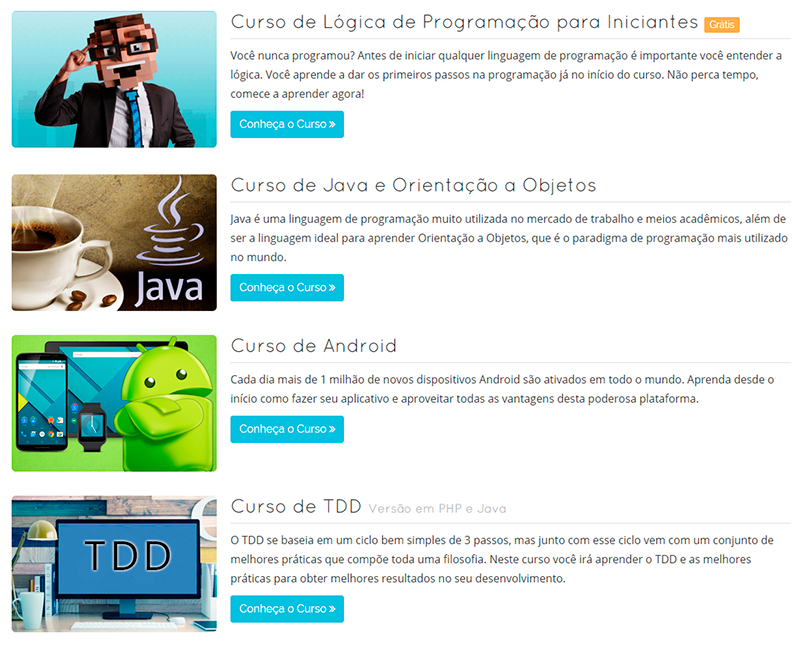 Curso de Lógica de Programação para Iniciantes Grátis
Você nunca programou? Antes de iniciar qualquer linguagem de programação é importante você entender a
lógica. Você aprende a dar os primeiros passos na programação já no início do curso. Não perca tempo,
comece a aprender agora!
Conheça o Curso »
Curso de Java e Orientação a Objetos
Java é uma linguagem de programação muito utilizada no mercado de trabalho e meios acadêmicos, além de
ser a linguagem ideal para aprender Orientação a Objetos, que é o paradigma de programação mais utilizado
no mundo.
Java
Conheça o Curso »
Curso de Android
Cada dia mais de 1 milhão de novos dispositivos Android são ativados em todo o mundo. Aprenda desde o
início como fazer seu aplicativo e aproveitar todas as vantagens desta poderosa plataforma.
Conheça o Curso »
Curso de TDD Versão em PHP e Java
O TDD se baseia em um ciclo bem simples de 3 passos, mas junto com esse ciclo vem com um conjunto de
TDD
melhores práticas que compõe toda uma filosofia. Neste curso você irá aprender o TDD e as melhores
práticas para obter melhores resultados no seu desenvolvimento.
Conheça o Curso »